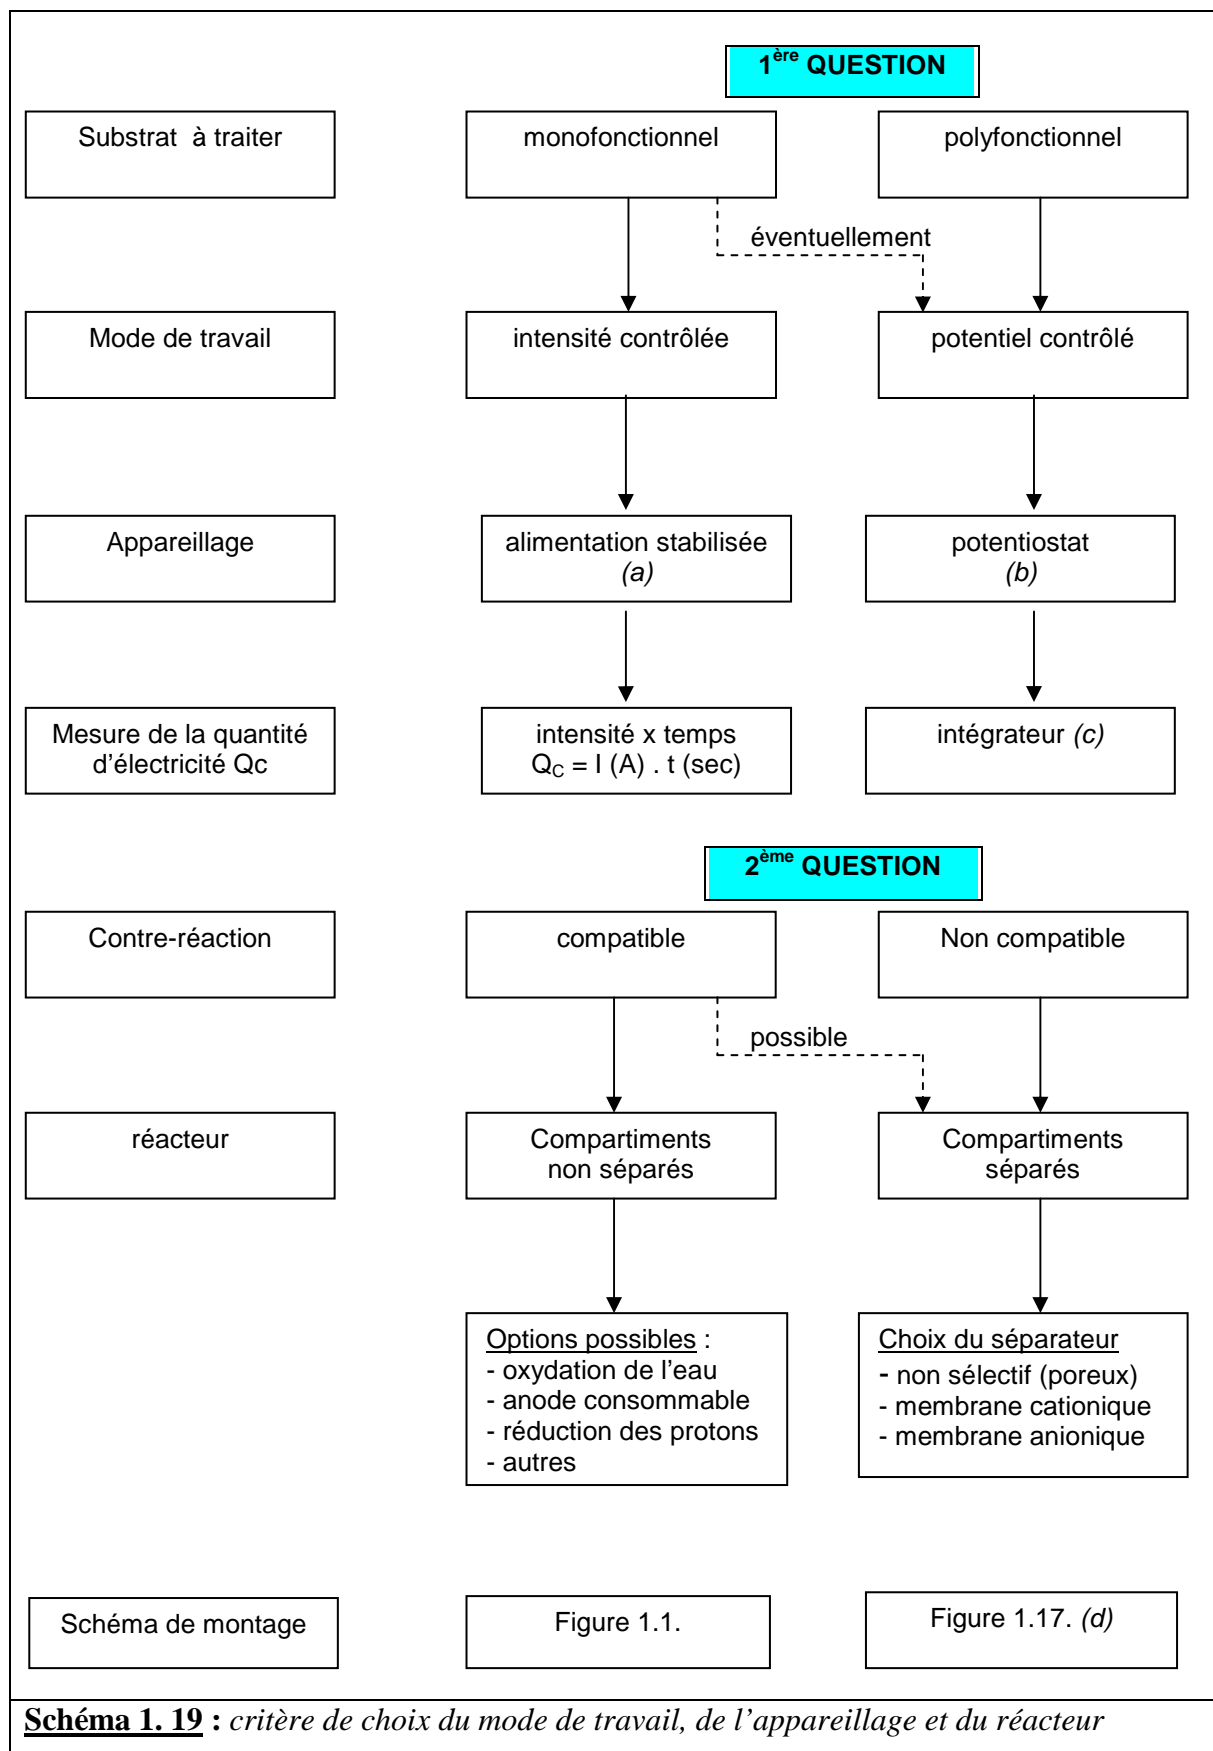 1ère QUESTION
Substrat à traiter
monofonctionnel
polyfonctionnel
éventuellement
Mode de travail
intensité contrôlée
potentiel contrôlé
Appareillage
alimentation stabilisée
(a)
potentiostat
(b)
Mesure de la quantité
d'électricité Qc
intensité x temps
QC = I (A) . t (sec)
intégrateur (c)
2ème QUESTION
Contre-réaction
compatible
Non compatible
possible
réacteur
Compartiments
non séparés
Compartiments
séparés
Options possibles :
- oxydation de l'eau
- anode consommable
- réduction des protons
- autres
Choix du séparateur
- non sélectif (poreux)
- membrane cationique
- membrane anionique
Schéma de montage
Figure 1.1.
Figure 1.17. (d)
Schéma 1. 19 : critère de choix du mode de travail, de l'appareillage et du réacteur